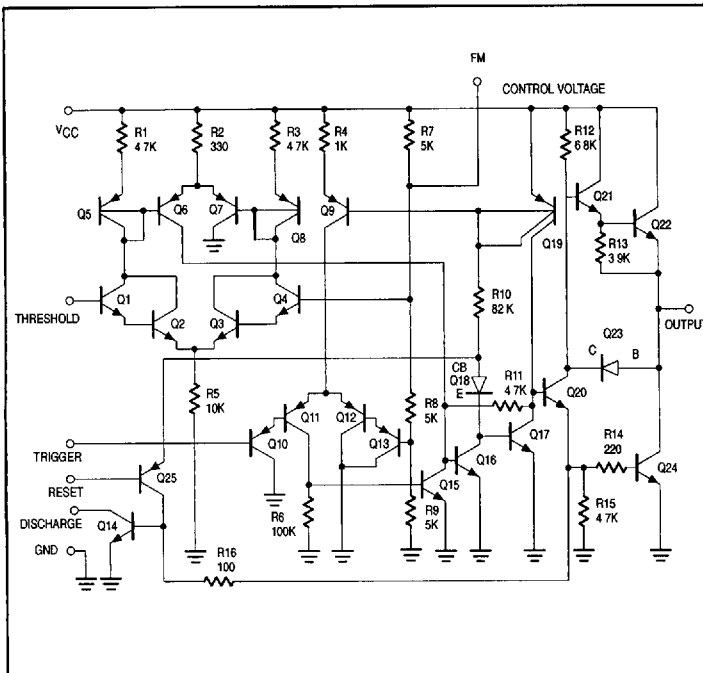 FM
CONTROL VOLTAGE
VCC
R1
4.7K
R2
330
R3
4.7K
R4
1K
R7
5K
R12
6.8K
Q5
Q6
Q7
Q8
Q9
Q19
Q21
Q22
R13
3.9K
Q1
Q2
Q3
Q4
THRESHOLD
R10
82 K
OUTPUT
Q23
C
B
CB
Q18
E
R11
4.7K
Q20
R5
10K
R8
5K
Q11
Q12
Q10
Q13
TRIGGER
Q17
Q16
Q15
R14
220
Q24
Q25
RESET
DISCHARGE
Q14
R6
100K
R9
5K
R15
4.7K
GND
R16
100